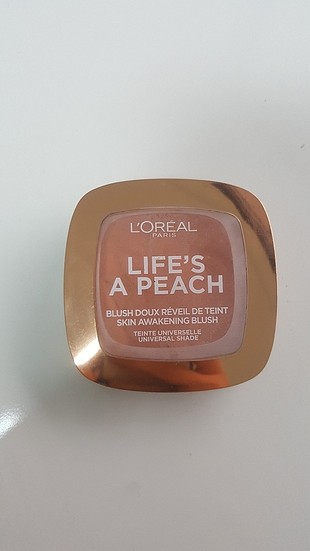 L'ORÉAL
PARIS
LIFE'S
A PEACH
BLUSH DOUX RÉVEIL DE TEINT
SKIN AWAKENING BLUSH
TEINTE UNIVERSELLE
UNIVERSAL SHADE